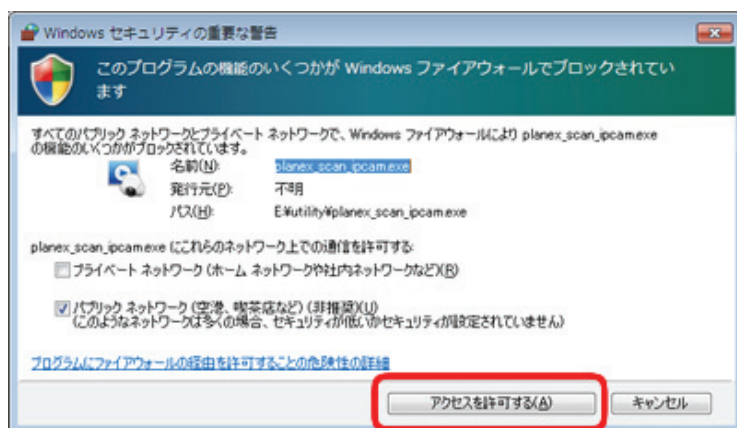 Windows セキュリティの重要な警告
このプログラムの機能のいくつかが Windows ファイアウォールでブロックされてい
ます
すべてのパブリック ネットワークとプライベート ネットワークで、Windows ファイアウォールにより planex_scan_ipcam.exe
の機能のいくつかがブロックされています。
名前(N): planex_scan_ipcam.exe
発行元(P): 不明
パス(H): E:¥utility¥planex_scan_ipcam.exe
planex_scan_ipcam.exe にこれらのネットワーク上での通信を許可する:
プライベート ネットワーク (ホーム ネットワークや社内ネットワークなど)(R)
パブリック ネットワーク (空港、喫茶店など) (非推奨)(U)
(このようなネットワークは多くの場合、セキュリティが低いかセキュリティが設定されていません)
プログラムにファイアウォールの経由を許可することの危険性の詳細
アクセスを許可する(A) キャンセル